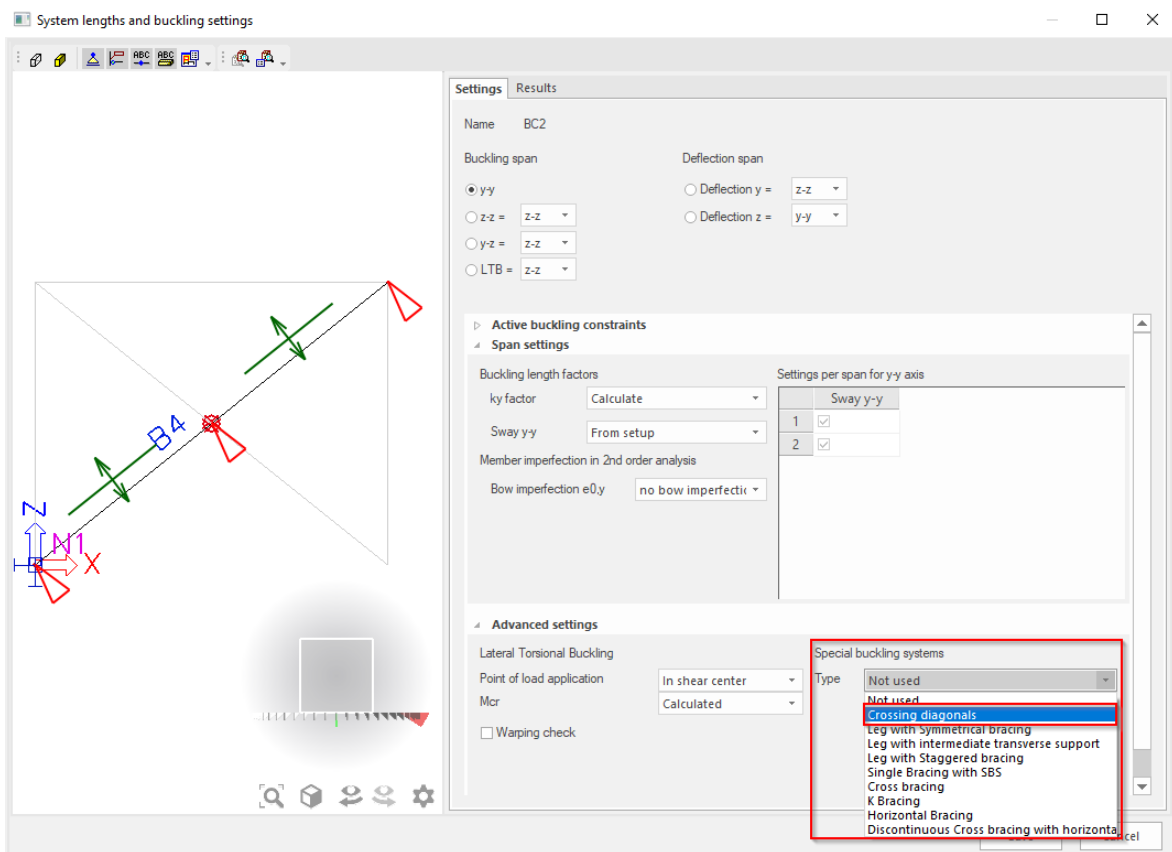 System lengths and buckling settings
ABC ABC
Settings Results
Name BC2
Buckling span Deflection span
y-y Deflection y = z-z
z-z = z-z Deflection z = y-y
y-z = z-z
LTB = z-z
Active buckling constraints
Span settings
Buckling length factors Settings per span for y-y axis
ky factor Calculate Sway y-y
1
Sway y-y From setup
2
Member imperfection in 2nd order analysis
Bow imperfection e0,y no bow imperfectic
B4
Z
N1
X
Advanced settings
Lateral Torsional Buckling Special buckling systems
Point of load application In shear center Type Not used
Mcr Calculated Not used
Crossing diagonals
Warping check
Leg with Symmetrical bracing
Leg with intermediate transverse support
Leg with Staggered bracing
Single Bracing with SBS
Cross bracing
K Bracing
Horizontal Bracing
Discontinuous Cross bracing with horizonta